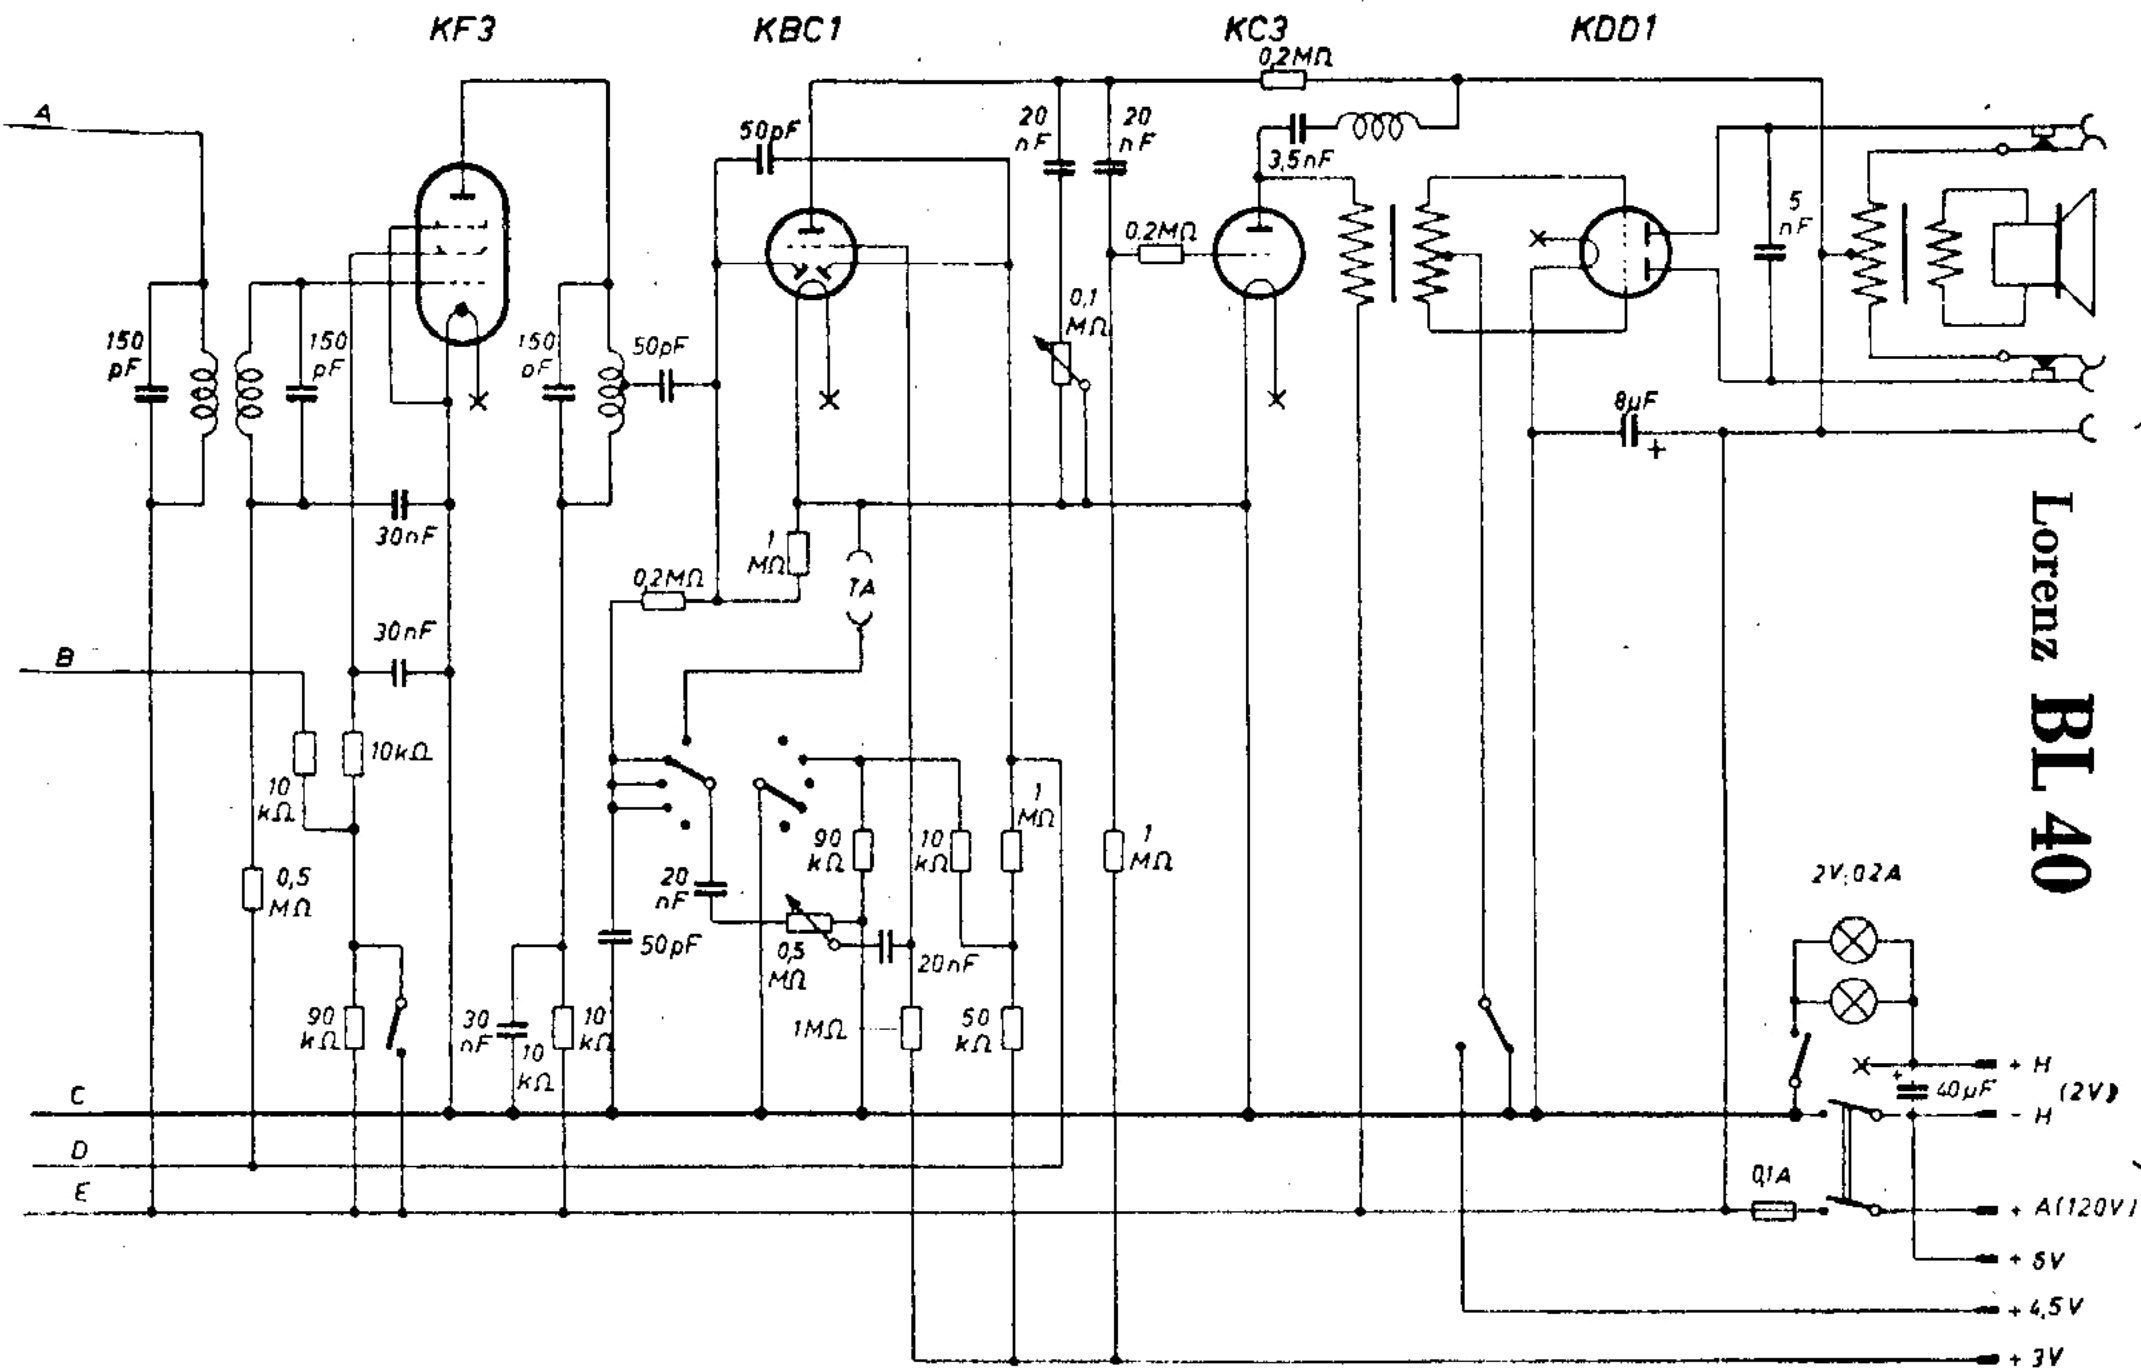 KF3
KBC1
KC3
KDD1
0,2MΩ
A
50pF
20
nF
20
nF
3,5nF
5
nF
0,2MΩ
0,1
MΩ
150
pF
150
pF
150
pF
50pF
8µF
+
30nF
1
MΩ
0,2MΩ
TA
30nF
B
10kΩ
10
kΩ
1
MΩ
90
kΩ
10
kΩ
1
MΩ
0,5
MΩ
20
nF
50pF
0,5
MΩ
20nF
90
kΩ
30
nF
10
kΩ
10
kΩ
1MΩ
50
kΩ
Lorenz BL 40
2V;0,2A
C
D
E
+ H
+
40µF
(2V)
- H
0,1A
+ A(120V)
+ 6V
+ 4,5V
+ 3V